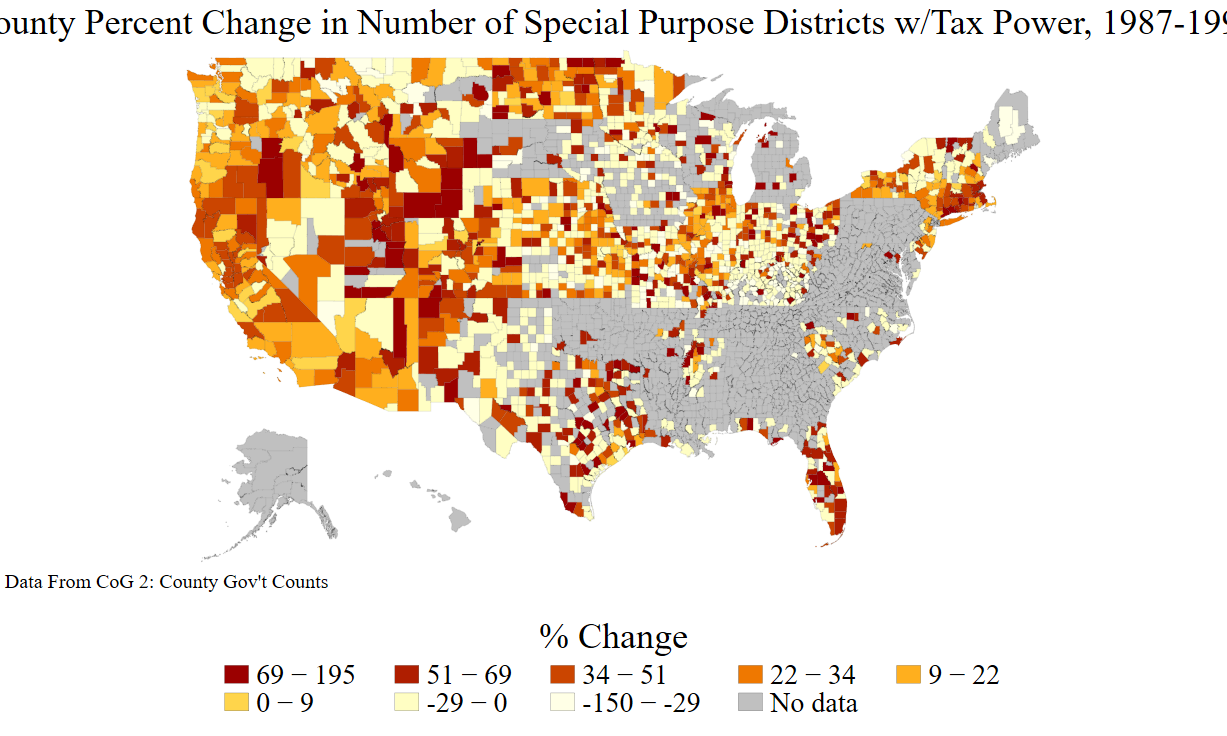 ounty Percent Change in Number of Special Purpose Districts w/Tax Power, 1987-199
Data From CoG 2: County Gov't Counts
% Change
69 − 195 51 − 69 34 − 51 22 − 34 9 − 22
0 − 9 -29 − 0 -150 − -29 No data